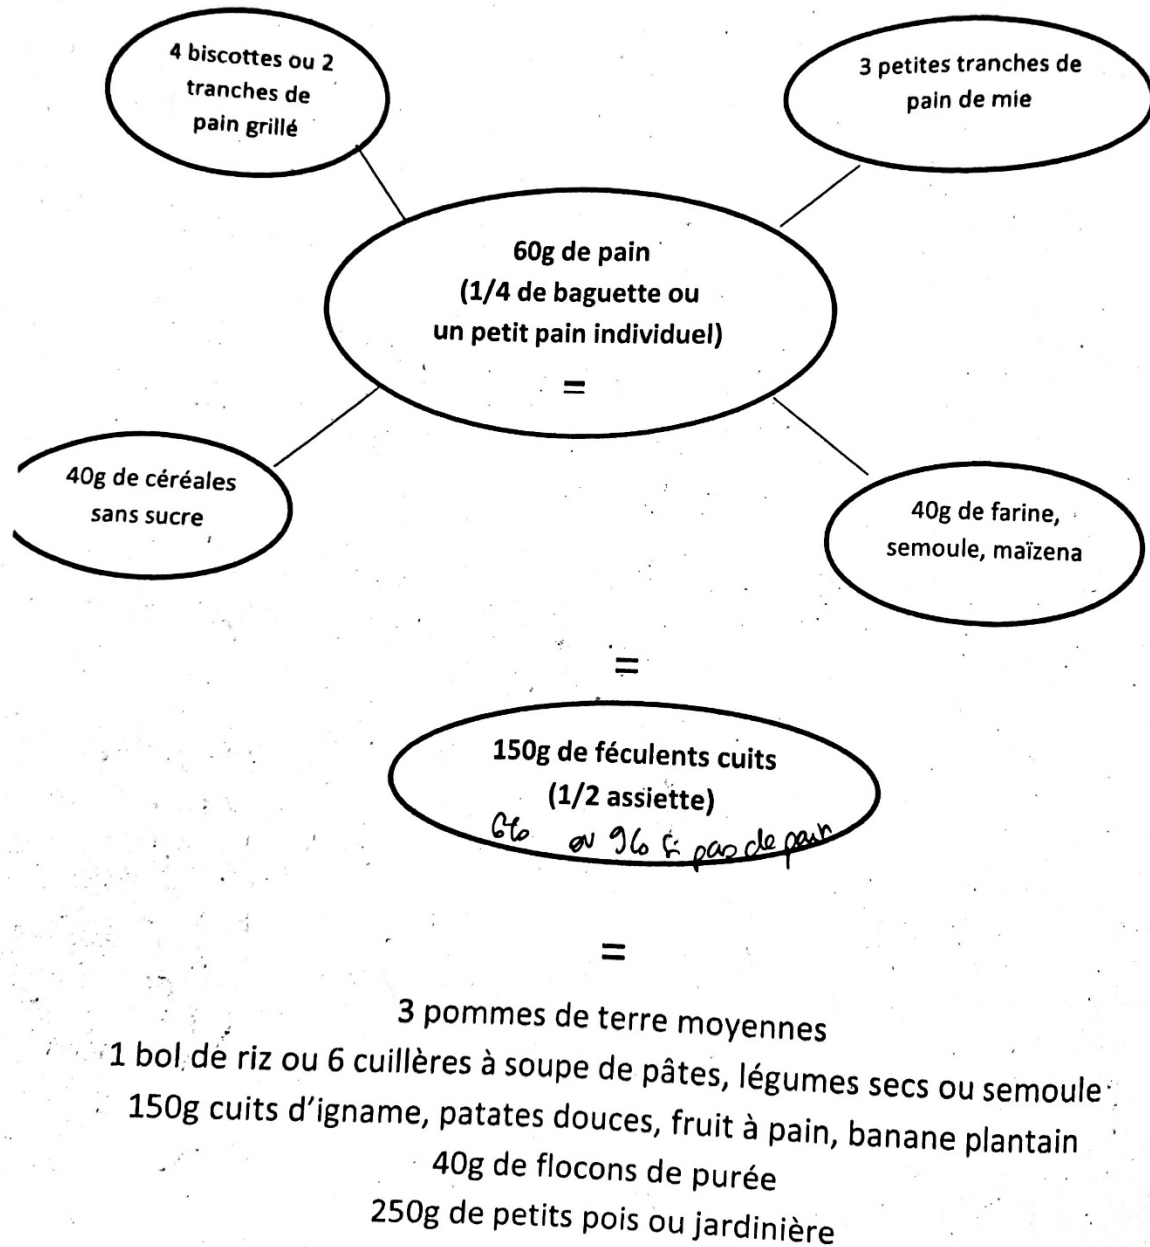 4 biscottes ou 2
tranches de
pain grillé
3 petites tranches de
pain de mie
60g de pain
(1/4 de baguette ou
un petit pain individuel)
=
40g de céréales
sans sucre
40g de farine,
semoule, maïzena
=
150g de féculents cuits
(1/2 assiette)
ou si pas de pain
=
3 pommes de terre moyennes
1 bol de riz ou 6 cuillères à soupe de pâtes, légumes secs ou semoule
150g cuits d'igname, patates douces, fruit à pain, banane plantain
40g de flocons de purée
250g de petits pois ou jardinière